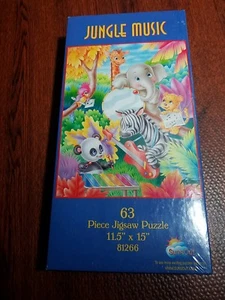 JUNGLE MUSIC
63
Piece Jigsaw Puzzle
11.5" x 15"
81266